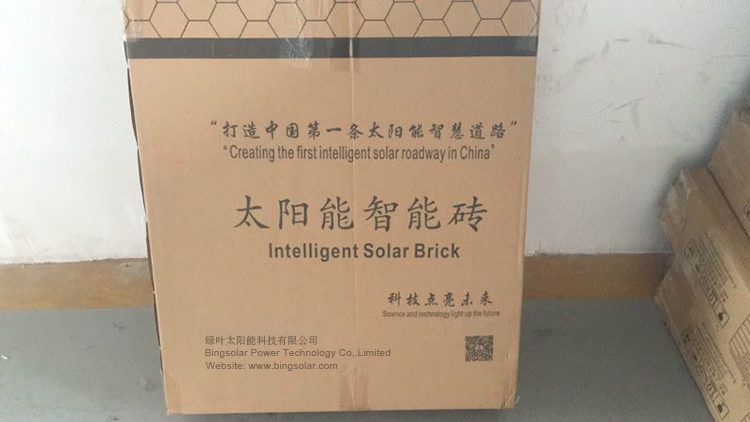 “打造中国第一条太阳能智慧道路”
“Creating the first intelligent solar roadway in China”
太阳能智能砖
Intelligent Solar Brick
科技点亮未来
Science and technology light up the future
绿叶太阳能科技有限公司
Bingsolar Power Technology Co,.Limited
Website: www.bingsolar.com